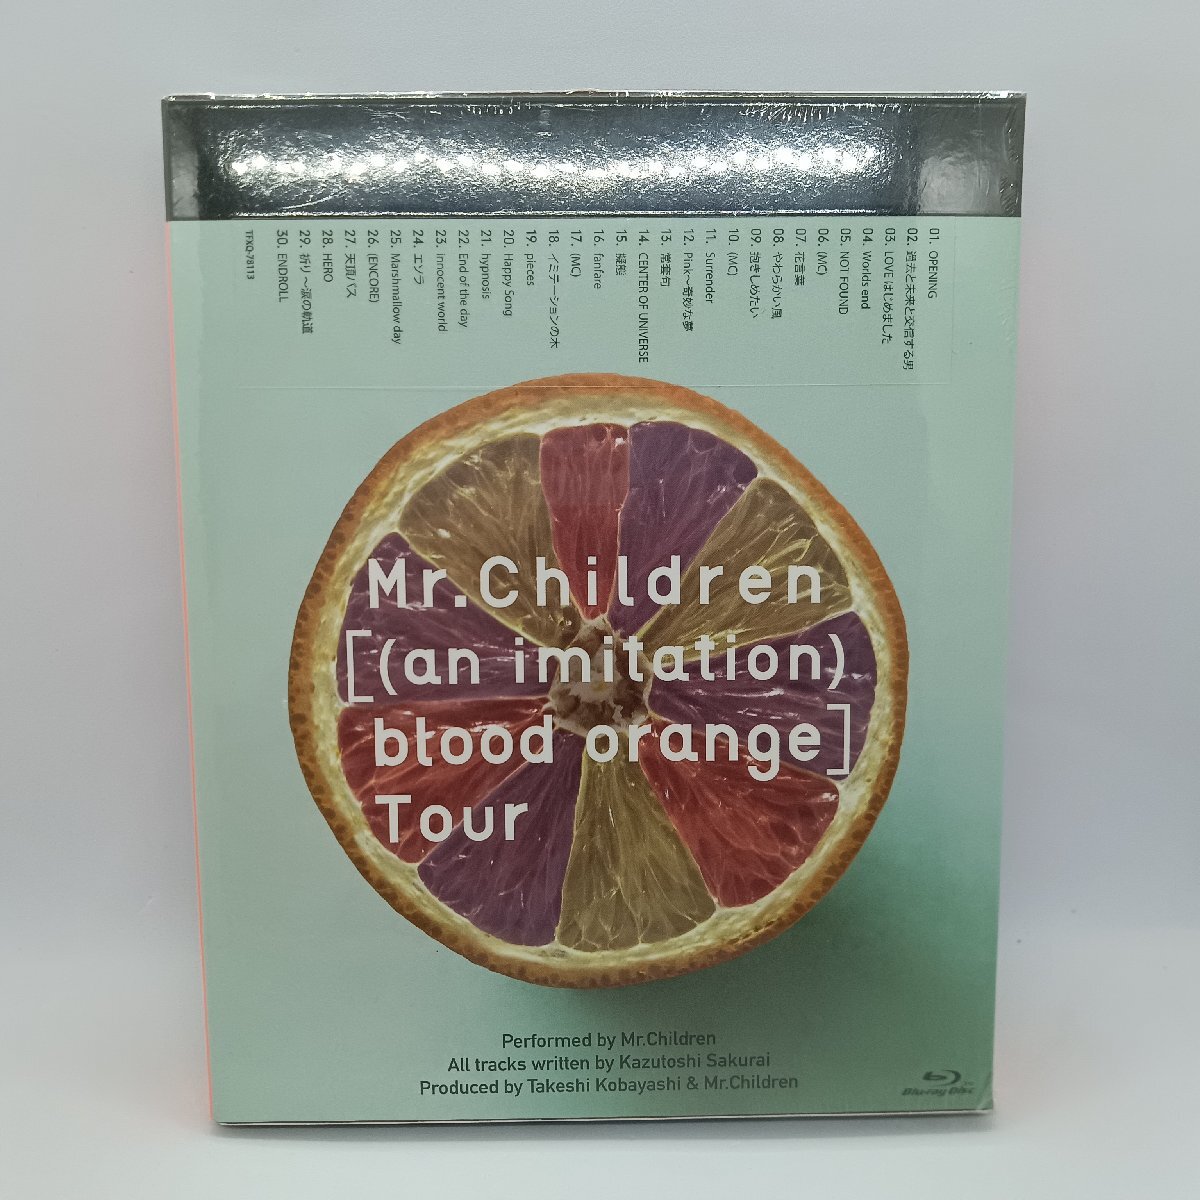 01. OPENING
02. 過去と未来と交信する男
03. LOVE はじめました
04. Worlds end
05. NOT FOUND
06. (MC)
07. 花言葉
08. やわらかい風
09. 抱きしめたい
10. (MC)
11. Surrender
12. Pink〜奇妙な夢
13. 常套句
14. CENTER OF UNIVERSE
15. 擬態
16. fanfare
17. (MC)
18. イミテーションの木
19. pieces
20. Happy Song
21. hypnosis
22. End of the day
23. innocent world
24. エソラ
25. Marshmallow day
26. (ENCORE)
27. 天頂バス
28. HERO
29. 祈り 〜涙の軌道
30. ENDROLL
TFXQ-78113
Mr.Children
[(an imitation)
blood orange]
Tour
Performed by Mr.Children
All tracks written by Kazutoshi Sakurai
Produced by Takeshi Kobayashi & Mr.Children
Blu-ray Disc